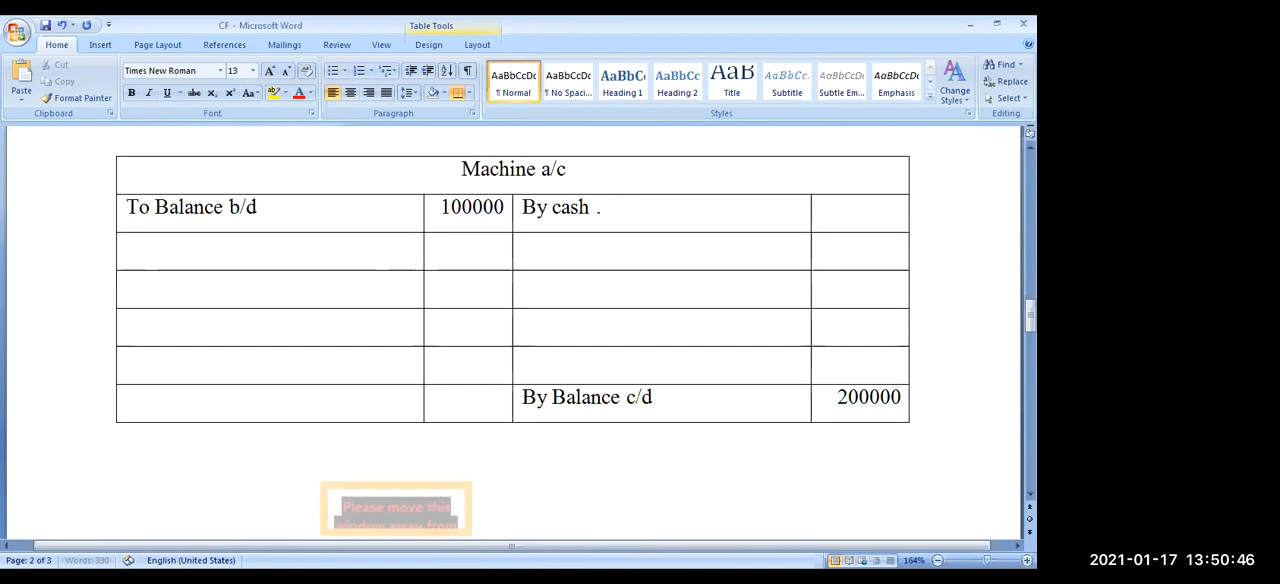 CF - Microsoft Word
Table Tools
Home Insert Page Layout References Mailings Review View Design Layout
Paste
Cut
Copy
Format Painter
Clipboard
Times New Roman 13
Font
Paragraph
AaBbCcDc AaBbCcDc AaBbC AaBbCc AaB AaBbCc. AaBbCcDc AaBbCcDc
¶ Normal ¶ No Spaci... Heading 1 Heading 2 Title Subtitle Subtle Em... Emphasis
Change
Styles
Styles
Find
Replace
Select
Editing
Machine a/c
To Balance b/d 100000 By cash .
By Balance c/d 200000
Please move this
window away from
Page: 2 of 3 Words: 330 English (United States) 164%
2021-01-17 13:50:46